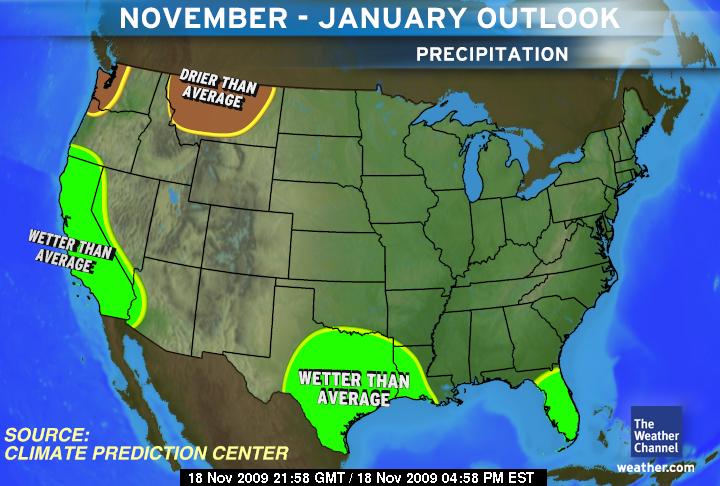 NOVEMBER - JANUARY OUTLOOK
PRECIPITATION
DRIER THAN
AVERAGE
WETTER THAN
AVERAGE
WETTER THAN
AVERAGE
SOURCE:
CLIMATE PREDICTION CENTER
The
Weather
Channel
weather.com
18 Nov 2009 21:58 GMT / 18 Nov 2009 04:58 PM EST